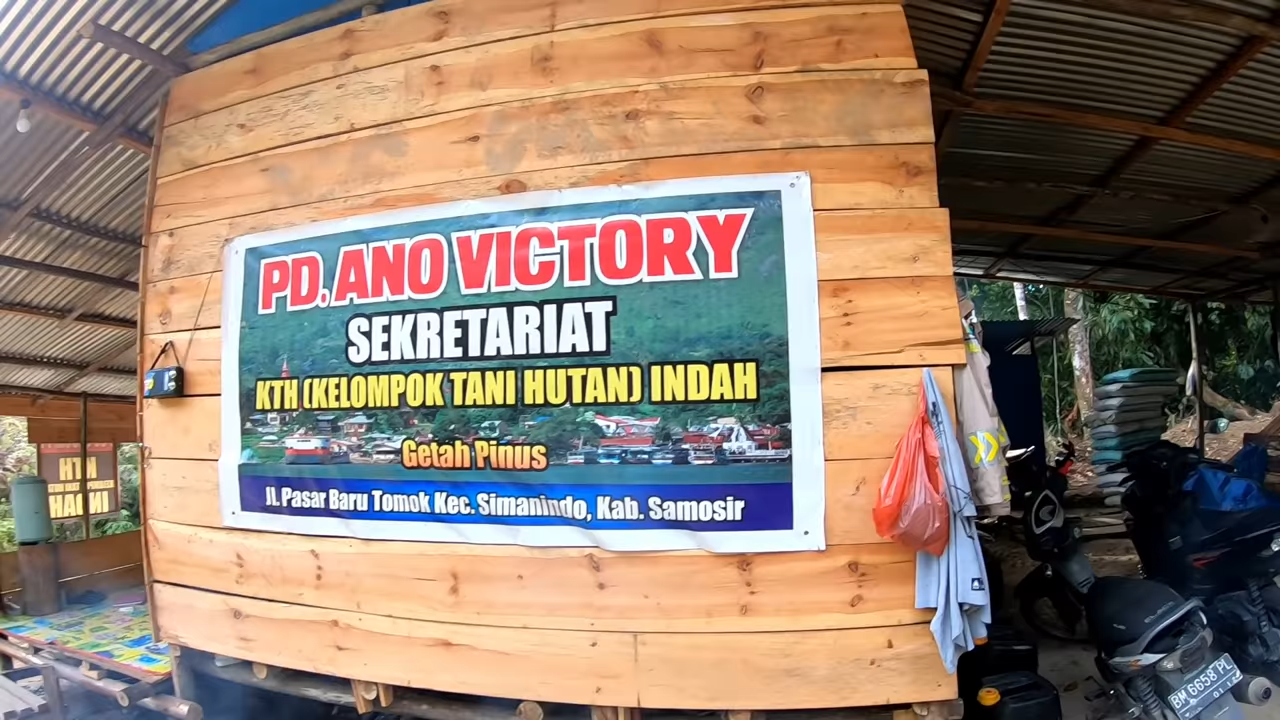 PD. ANO VICTORY
SEKRETARIAT
KTH (KELOMPOK TANI HUTAN) INDAH
Getah Pinus
Jl. Pasar Baru Tomok Kec. Simanindo, Kab. Samosir
KTH
BM 6658 PL